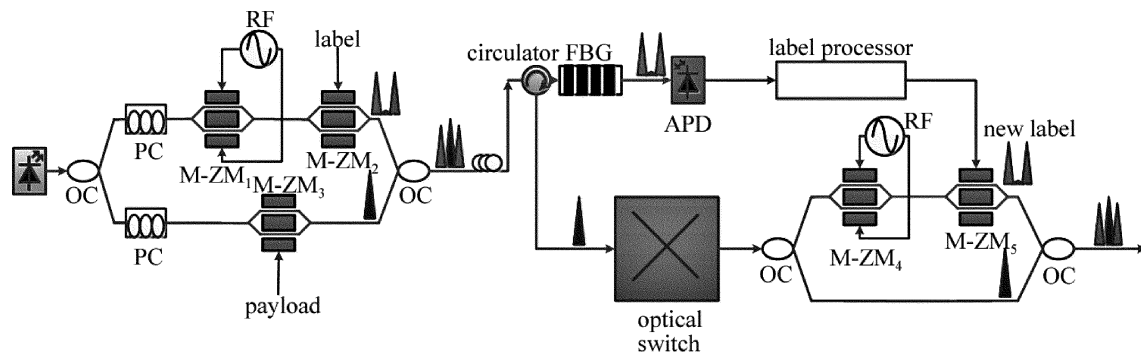 RF
label
circulator FBG
label processor
PC
M-ZM₁
M-ZM₂
APD
RF
new label
OC
M-ZM₃
OC
PC
payload
optical
switch
OC
M-ZM₄
M-ZM₅
OC